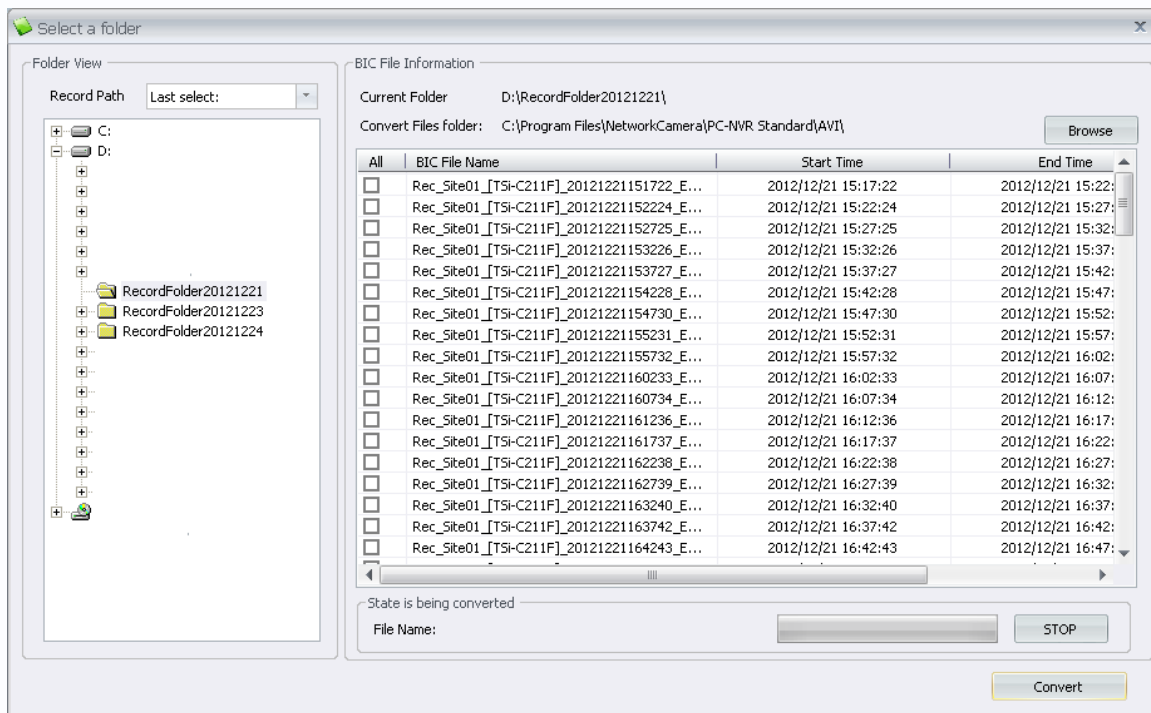 Select a folder
Folder View
Record Path Last select:
C:
D:
RecordFolder20121221
RecordFolder20121223
RecordFolder20121224
BIC File Information
Current Folder D:\RecordFolder20121221\
Convert Files folder: C:\Program Files\NetworkCamera\PC-NVR Standard\AVI\
Browse
All BIC File Name Start Time End Time
Rec_Site01_[TSi-C211F]_20121221151722_E... 2012/12/21 15:17:22 2012/12/21 15:22:
Rec_Site01_[TSi-C211F]_20121221152224_E... 2012/12/21 15:22:24 2012/12/21 15:27:
Rec_Site01_[TSi-C211F]_20121221152725_E... 2012/12/21 15:27:25 2012/12/21 15:32:
Rec_Site01_[TSi-C211F]_20121221153226_E... 2012/12/21 15:32:26 2012/12/21 15:37:
Rec_Site01_[TSi-C211F]_20121221153727_E... 2012/12/21 15:37:27 2012/12/21 15:42:
Rec_Site01_[TSi-C211F]_20121221154228_E... 2012/12/21 15:42:28 2012/12/21 15:47:
Rec_Site01_[TSi-C211F]_20121221154730_E... 2012/12/21 15:47:30 2012/12/21 15:52:
Rec_Site01_[TSi-C211F]_20121221155231_E... 2012/12/21 15:52:31 2012/12/21 15:57:
Rec_Site01_[TSi-C211F]_20121221155732_E... 2012/12/21 15:57:32 2012/12/21 16:02:
Rec_Site01_[TSi-C211F]_20121221160233_E... 2012/12/21 16:02:33 2012/12/21 16:07:
Rec_Site01_[TSi-C211F]_20121221160734_E... 2012/12/21 16:07:34 2012/12/21 16:12:
Rec_Site01_[TSi-C211F]_20121221161236_E... 2012/12/21 16:12:36 2012/12/21 16:17:
Rec_Site01_[TSi-C211F]_20121221161737_E... 2012/12/21 16:17:37 2012/12/21 16:22:
Rec_Site01_[TSi-C211F]_20121221162238_E... 2012/12/21 16:22:38 2012/12/21 16:27:
Rec_Site01_[TSi-C211F]_20121221162739_E... 2012/12/21 16:27:39 2012/12/21 16:32:
Rec_Site01_[TSi-C211F]_20121221163240_E... 2012/12/21 16:32:40 2012/12/21 16:37:
Rec_Site01_[TSi-C211F]_20121221163742_E... 2012/12/21 16:37:42 2012/12/21 16:42:
Rec_Site01_[TSi-C211F]_20121221164243_E... 2012/12/21 16:42:43 2012/12/21 16:47:
State is being converted
File Name: STOP
Convert